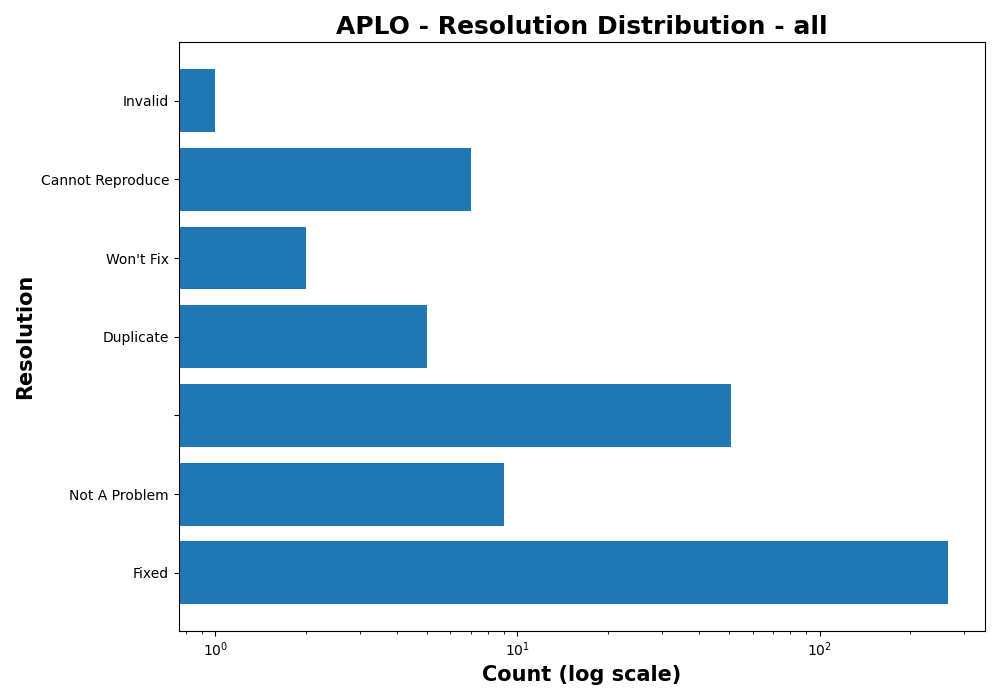 APLO - Resolution Distribution - all
Invalid
Cannot Reproduce
Won't Fix
Duplicate
Not A Problem
Fixed
Resolution
10^0 10^1 10^2
Count (log scale)